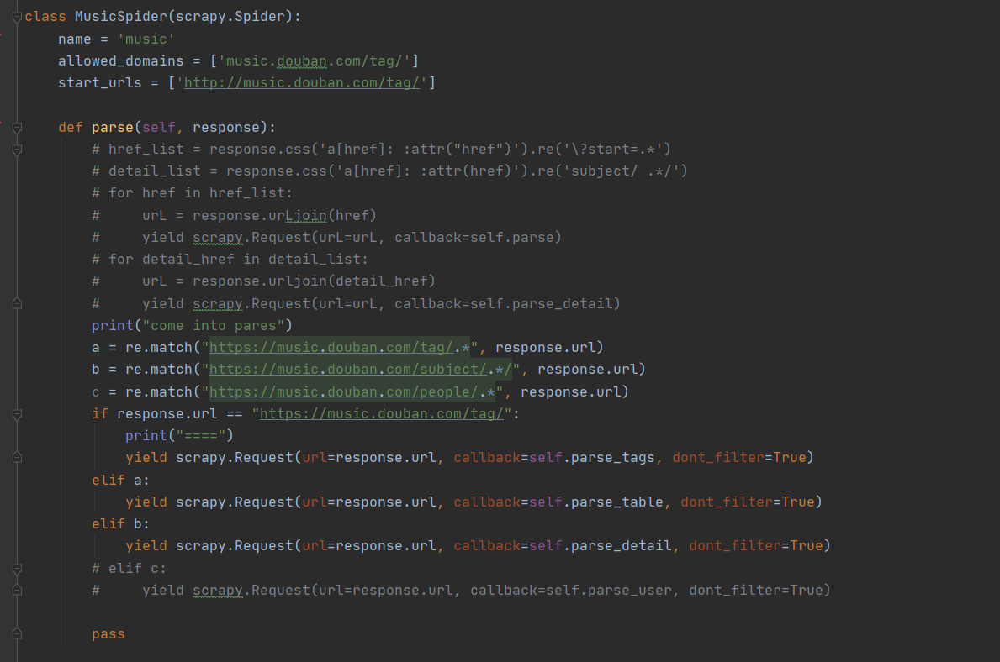 class MusicSpider(scrapy.Spider):
    name = 'music'
    allowed_domains = ['music.douban.com/tag/']
    start_urls = ['http://music.douban.com/tag/']

    def parse(self, response):
        # href_list = response.css('a[href]: :attr("href")').re('\?start=.*')
        # detail_list = response.css('a[href]: :attr(href)').re('subject/ .*/')
        # for href in href_list:
        #     urL = response.urLjoin(href)
        #     yield scrapy.Request(urL=urL, callback=self.parse)
        # for detail_href in detail_list:
        #     urL = response.urljoin(detail_href)
        #     yield scrapy.Request(url=urL, callback=self.parse_detail)
        print("come into pares")
        a = re.match("https://music.douban.com/tag/.*", response.url)
        b = re.match("https://music.douban.com/subject/.*/", response.url)
        c = re.match("https://music.douban.com/people/.*", response.url)
        if response.url == "https://music.douban.com/tag/":
            print("====")
            yield scrapy.Request(url=response.url, callback=self.parse_tags, dont_filter=True)
        elif a:
            yield scrapy.Request(url=response.url, callback=self.parse_table, dont_filter=True)
        elif b:
            yield scrapy.Request(url=response.url, callback=self.parse_detail, dont_filter=True)
        # elif c:
        #     yield scrapy.Request(url=response.url, callback=self.parse_user, dont_filter=True)

        pass